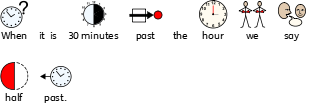 When it is 30 minutes past the hour we say
half past.